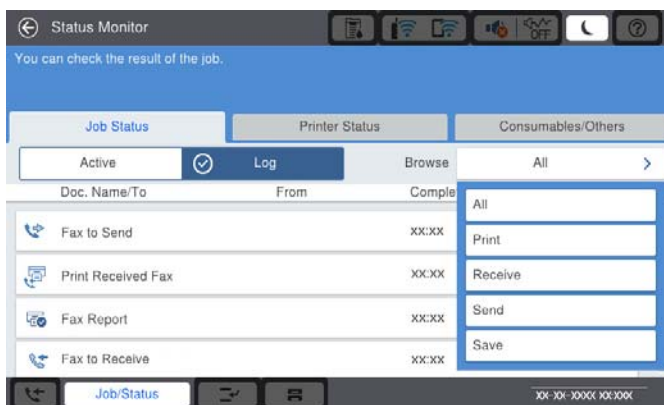 Status Monitor
OFF
?
You can check the result of the job.
Job Status Printer Status Consumables/Others
Active Log Browse All
Doc. Name/To From Comple
All
Fax to Send XX:XX
Print
Print Received Fax XX:XX
Receive
Fax Report XX:XX
Send
Fax to Receive XX:XX
Save
Job/Status XX-XX-XXXX XX:XXX